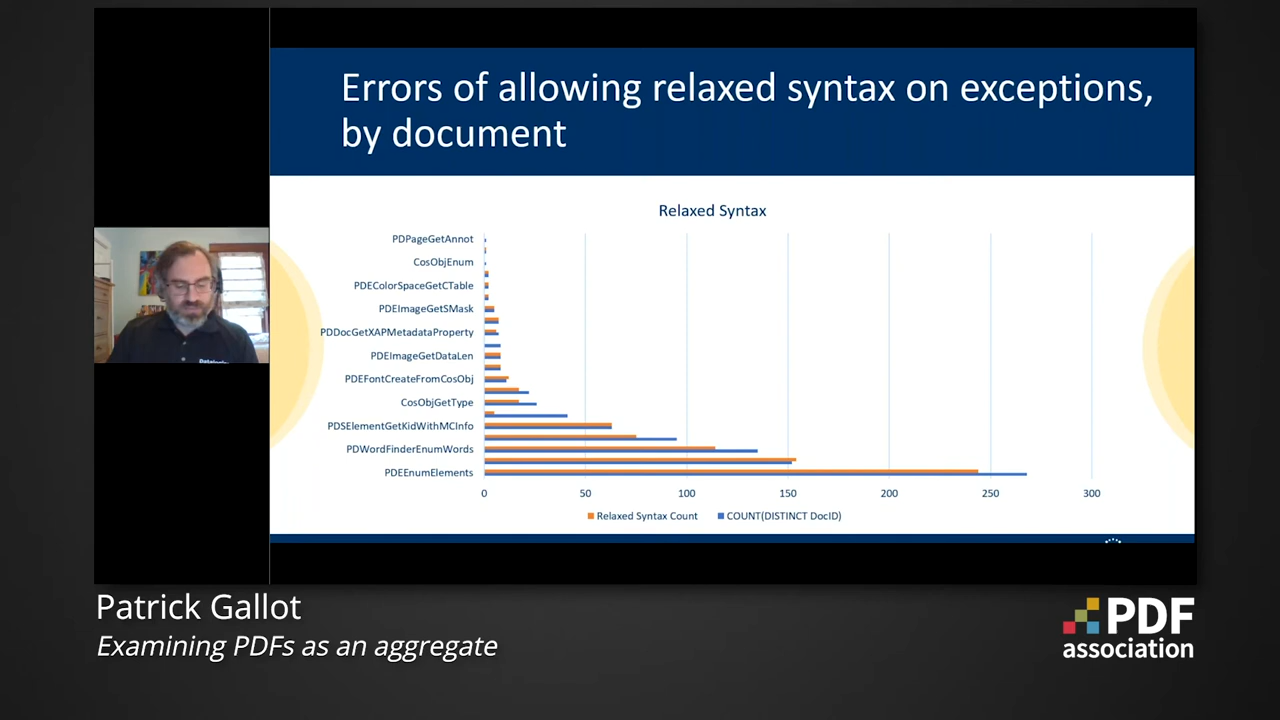 Errors of allowing relaxed syntax on exceptions,
by document
Relaxed Syntax
PDPageGetAnnot
CosObjEnum
PDEColorSpaceGetCTable
PDEImageGetSMask
PDDocGetXAPMetadataProperty
PDEImageGetDataLen
PDEFontCreateFromCosObj
CosObjGetType
PDSElementGetKidWithMCInfo
PDWordFinderEnumWords
PDEEnumElements
0 50 100 150 200 250 300
Relaxed Syntax Count COUNT(DISTINCT DocID)
Patrick Gallot
Examining PDFs as an aggregate
PDF
association